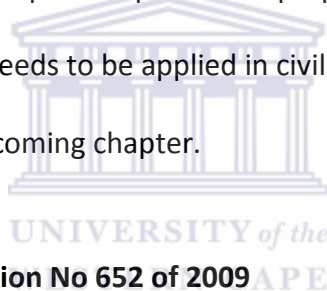 eeds to be applied in civil
coming chapter.
UNIVERSITY of the
ion No 652 of 2009